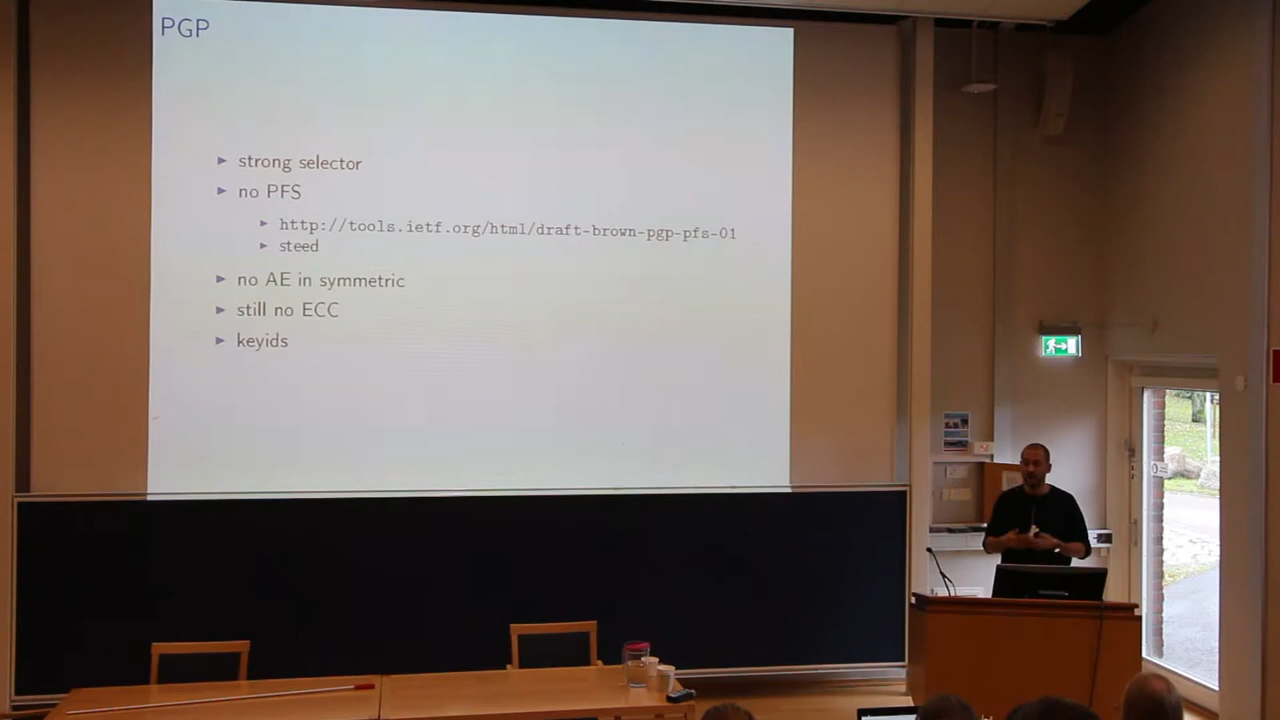 PGP
strong selector
no PFS
http://tools.ietf.org/html/draft-brown-pgp-pfs-01
steed
no AE in symmetric
still no ECC
keyids